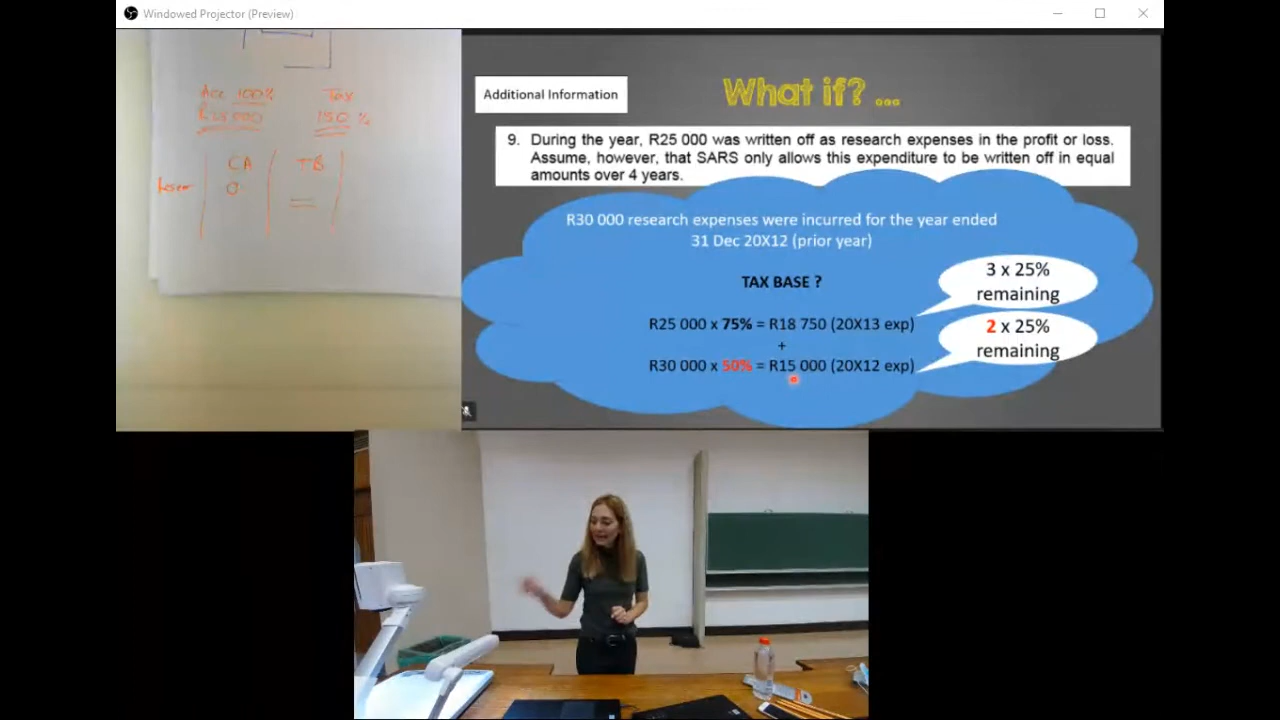 Windowed Projector (Preview)
Acc 100% Tax
R25 000 150 %
CA TB
0
Additional Information
What if? ...
9. During the year, R25 000 was written off as research expenses in the profit or loss.
Assume, however, that SARS only allows this expenditure to be written off in equal
amounts over 4 years.
R30 000 research expenses were incurred for the year ended
31 Dec 20X12 (prior year)
TAX BASE ?
3 x 25%
remaining
R25 000 x 75% = R18 750 (20X13 exp)
+
2 x 25%
remaining
R30 000 x 50% = R15 000 (20X12 exp)